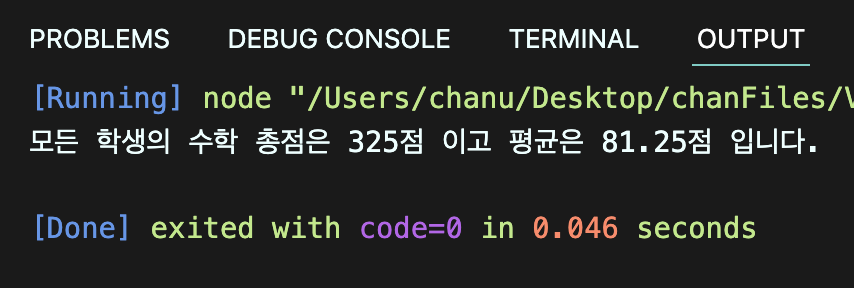 PROBLEMS DEBUG CONSOLE TERMINAL OUTPUT
[Running] node "/Users/chanu/Desktop/chanFiles/
모든 학생의 수학 총점은 325점 이고 평균은 81.25점 입니다.
[Done] exited with code=0 in 0.046 seconds